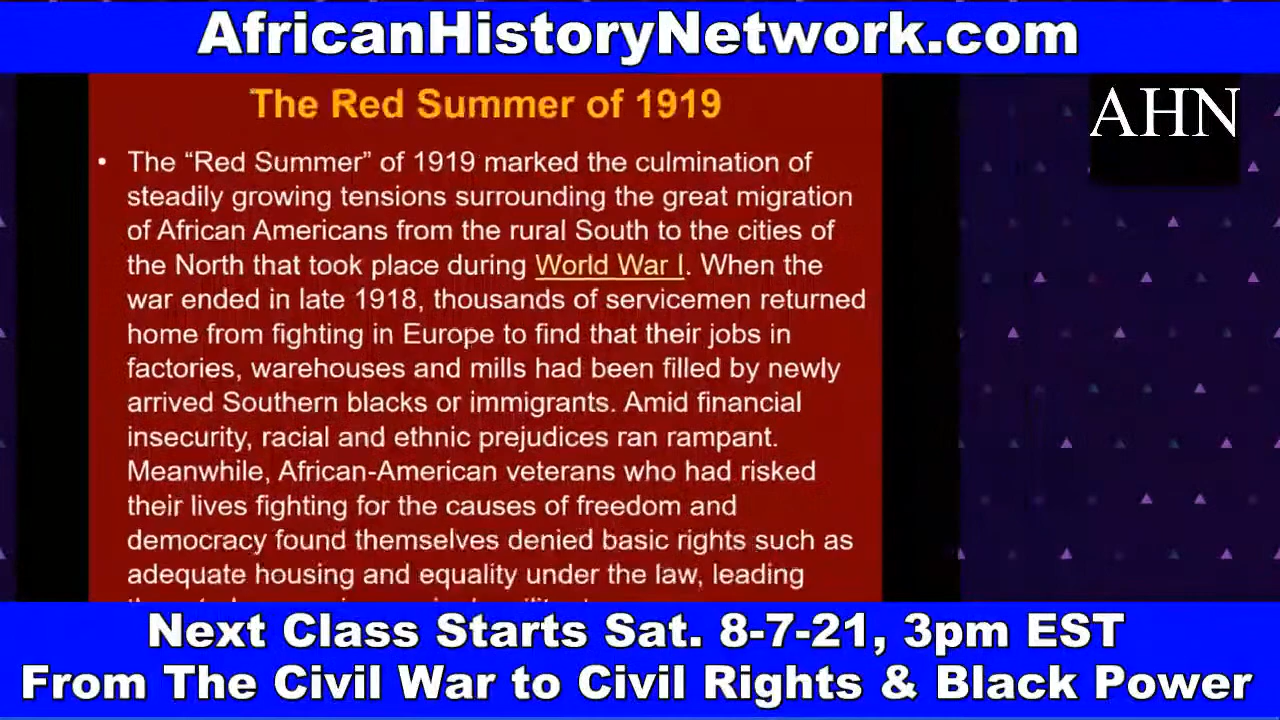 AfricanHistoryNetwork.com
AHN
The Red Summer of 1919
• The “Red Summer” of 1919 marked the culmination of
steadily growing tensions surrounding the great migration
of African Americans from the rural South to the cities of
the North that took place during World War I. When the
war ended in late 1918, thousands of servicemen returned
home from fighting in Europe to find that their jobs in
factories, warehouses and mills had been filled by newly
arrived Southern blacks or immigrants. Amid financial
insecurity, racial and ethnic prejudices ran rampant.
Meanwhile, African-American veterans who had risked
their lives fighting for the causes of freedom and
democracy found themselves denied basic rights such as
adequate housing and equality under the law, leading
Next Class Starts Sat. 8-7-21, 3pm EST
From The Civil War to Civil Rights & Black Power